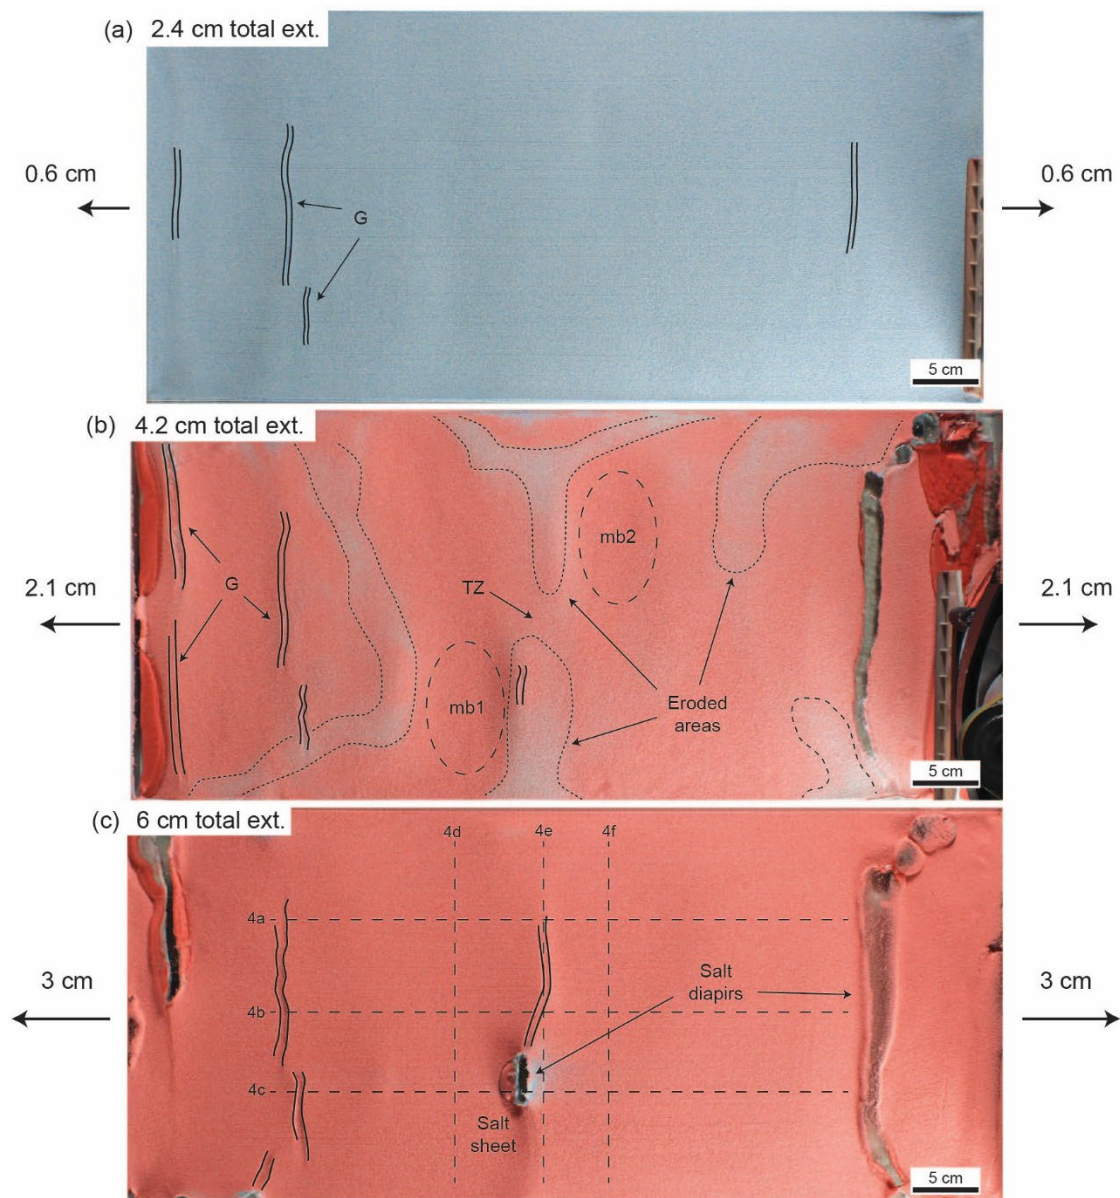 (a) 2.4 cm total ext.
0.6 cm
0.6 cm
G
5 cm
(b) 4.2 cm total ext.
mb2
2.1 cm
G
TZ
2.1 cm
mb1
Eroded
areas
5 cm
(c) 6 cm total ext.
4d
4e
4f
4a
3 cm
Salt
diapirs
3 cm
4b
4c
Salt
sheet
5 cm